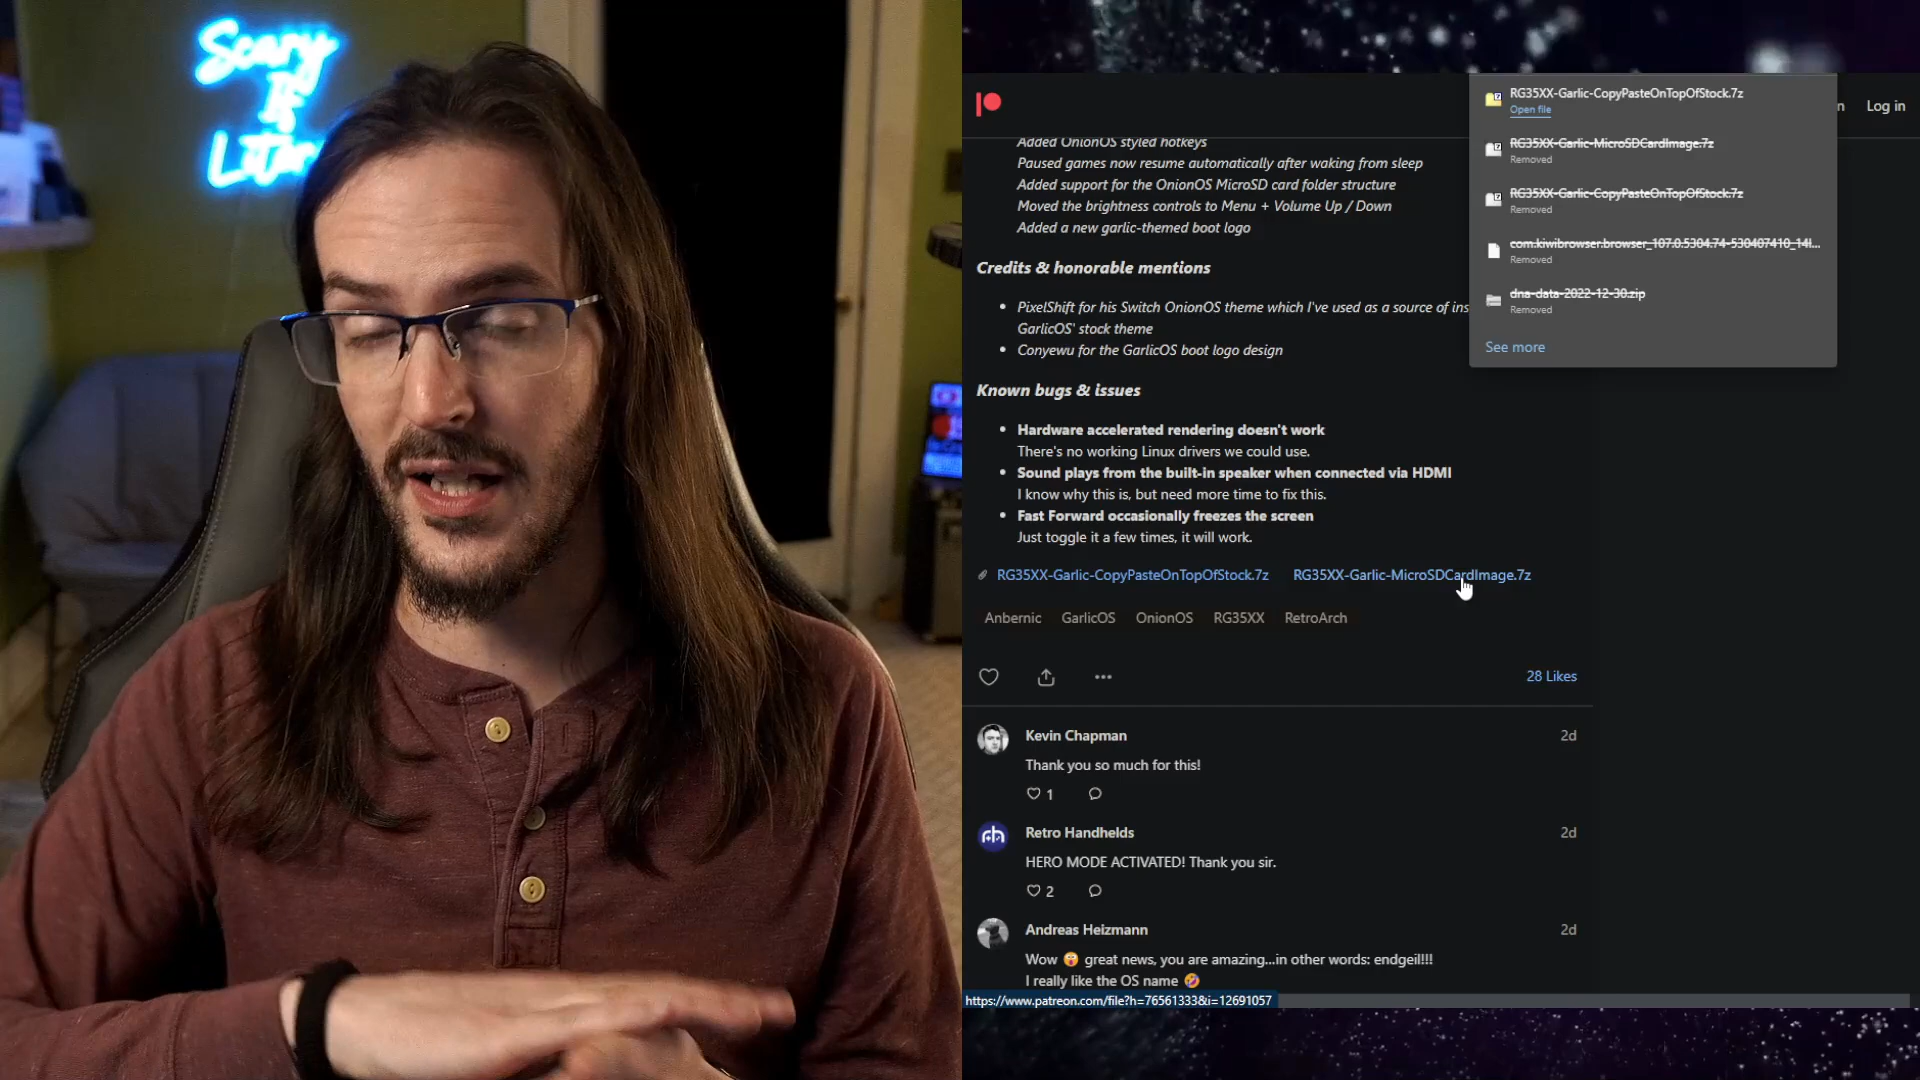 Scary
It
Added OnionOS styled hotkeys
Paused games now resume automatically after waking from sleep
Added support for the OnionOS MicroSD card folder structure
Moved the brightness controls to Menu + Volume Up / Down
Added a new garlic-themed boot logo
Credits & honorable mentions
PixelShift for his Switch OnionOS theme which I've used as a source of
GarlicOS' stock theme
Conyewu for the GarlicOS boot logo design
Known bugs & issues
Hardware accelerated rendering doesn't work
There's no working Linux drivers we could use.
Sound plays from the built-in speaker when connected via HDMI
I know why this is, but need more time to fix this.
Fast Forward occasionally freezes the screen
Just toggle it a few times, it will work.
RG35XX-Garlic-CopyPasteOnTopOfStock.7z RG35XX-Garlic-MicroSDCardImage.7z
Anbernic GarlicOS OnionOS RG35XX RetroArch
28 Likes
Kevin Chapman 2d
Thank you so much for this!
1
Retro Handhelds 2d
HERO MODE ACTIVATED! Thank you sir.
2
Andreas Heizmann 2d
Wow 😲 great news, you are amazing...in other words: endgeil!!!
I really like the OS name 🤣
https://www.patreon.com/file?h=76561333&i=12691057
RG35XX-Garlic-CopyPasteOnTopOfStock.7z
Open file
RG35XX-Garlic-MicroSDCardImage.7z
Removed
RG35XX-Garlic-CopyPasteOnTopOfStock.7z
Removed
com.kiwibrowser.browser_107.0.5304.74-530407410_14l...
Removed
dna-data-2022-12-30.zip
Removed
See more
Log in